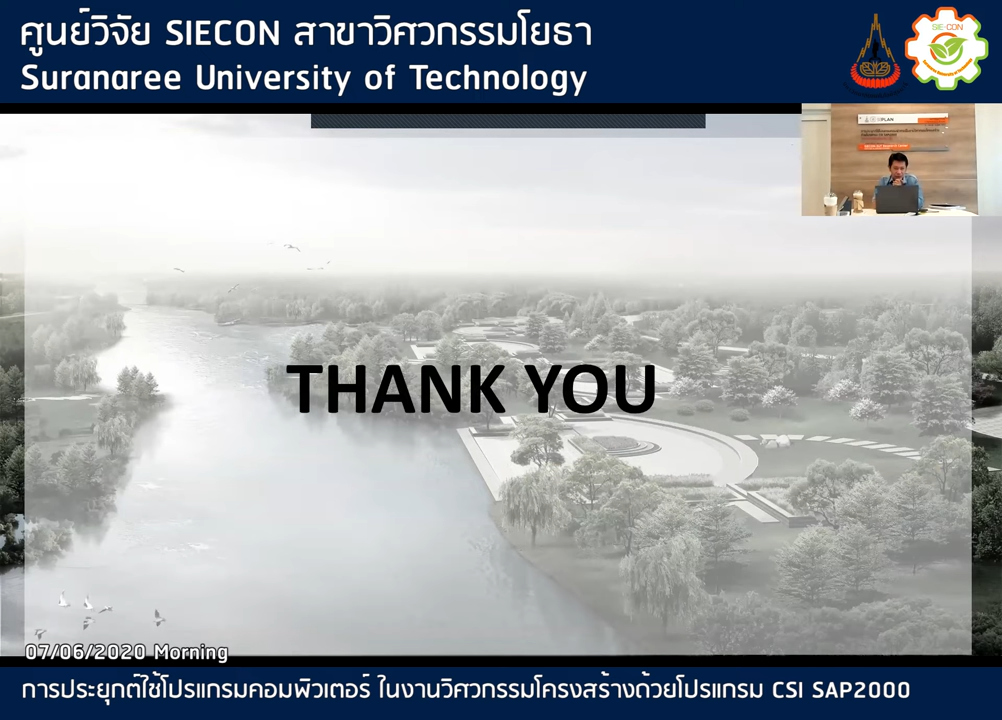 ศูนย์วิจัย SIECON สาขาวิศวกรรมโยธา
Suranaree University of Technology
SIE-CON
PLAN
THANK YOU
07/06/2020 Morning
การประยุกต์ใช้โปรแกรมคอมพิวเตอร์ ในงานวิศวกรรมโครงสร้างด้วยโปรแกรม CSI SAP2000